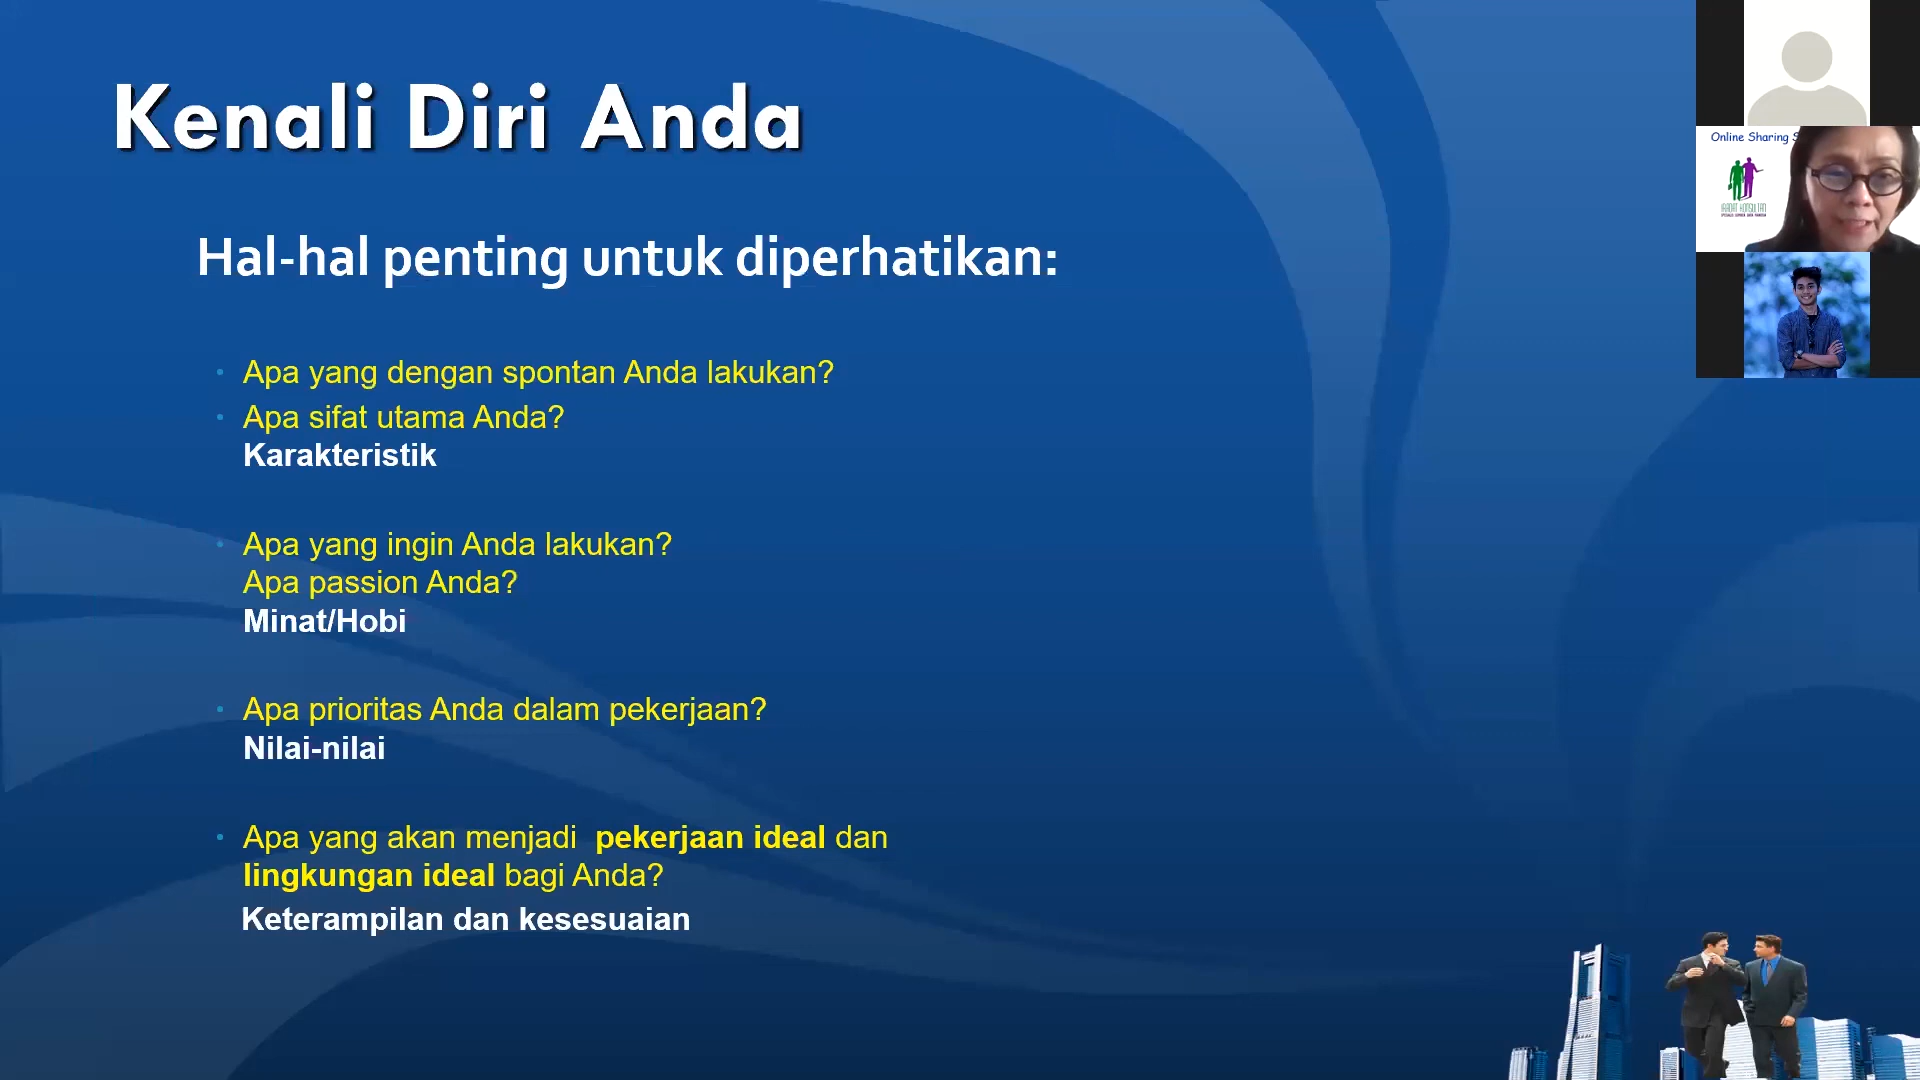 Kenali Diri Anda
Hal-hal penting untuk diperhatikan:
Apa yang dengan spontan Anda lakukan?
Apa sifat utama Anda?
Karakteristik
Apa yang ingin Anda lakukan?
Apa passion Anda?
Minat/Hobi
Apa prioritas Anda dalam pekerjaan?
Nilai-nilai
Apa yang akan menjadi pekerjaan ideal dan
lingkungan ideal bagi Anda?
Keterampilan dan kesesuaian
Online Sharing S